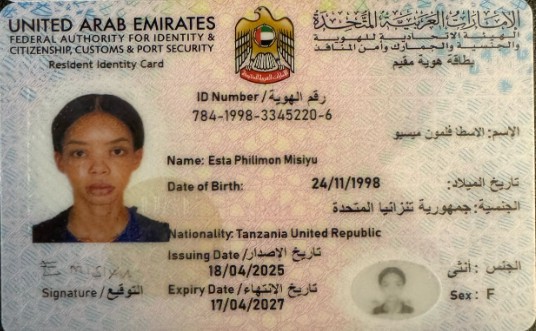 UNITED ARAB EMIRATES
FEDERAL AUTHORITY FOR IDENTITY &
CITIZENSHIP, CUSTOMS & PORT SECURITY
Resident Identity Card
الإمارات العربية المتحدة
الهيئة الاتحادية للهوية
والجنسية والجمارك وأمن المنافذ
بطاقة هوية مقيم
ID Number / رقم الهوية
784-1998-3345220-6
الإسم: الاسطا فلمون ميسيو
Name: Esta Philimon Misiyu
Date of Birth: 24/11/1998 تاريخ الميلاد:
الجنسية: جمهورية تنزانيا المتحدة
Nationality: Tanzania United Republic
Issuing Date / تاريخ الاصدار
18/04/2025
Expiry Date / تاريخ الانتهاء
17/04/2027
الجنس : أنثى
Sex : F
E misiyu
Signature / التوقيع